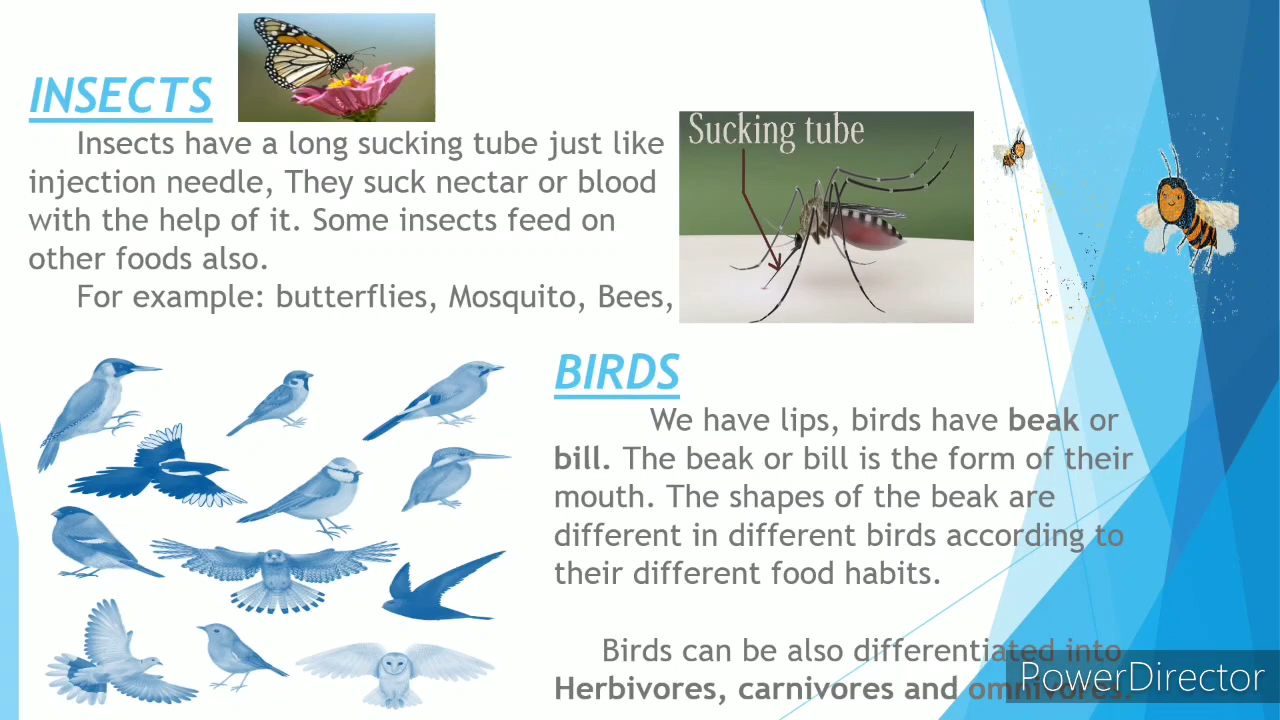 INSECTS
Insects have a long sucking tube just like
injection needle, They suck nectar or blood
with the help of it. Some insects feed on
other foods also.
For example: butterflies, Mosquito, Bees,
Sucking tube
BIRDS
We have lips, birds have beak or
bill. The beak or bill is the form of their
mouth. The shapes of the beak are
different in different birds according to
their different food habits.
Birds can be also differentiated into
Herbivores, carnivores and omnivores.
PowerDirector